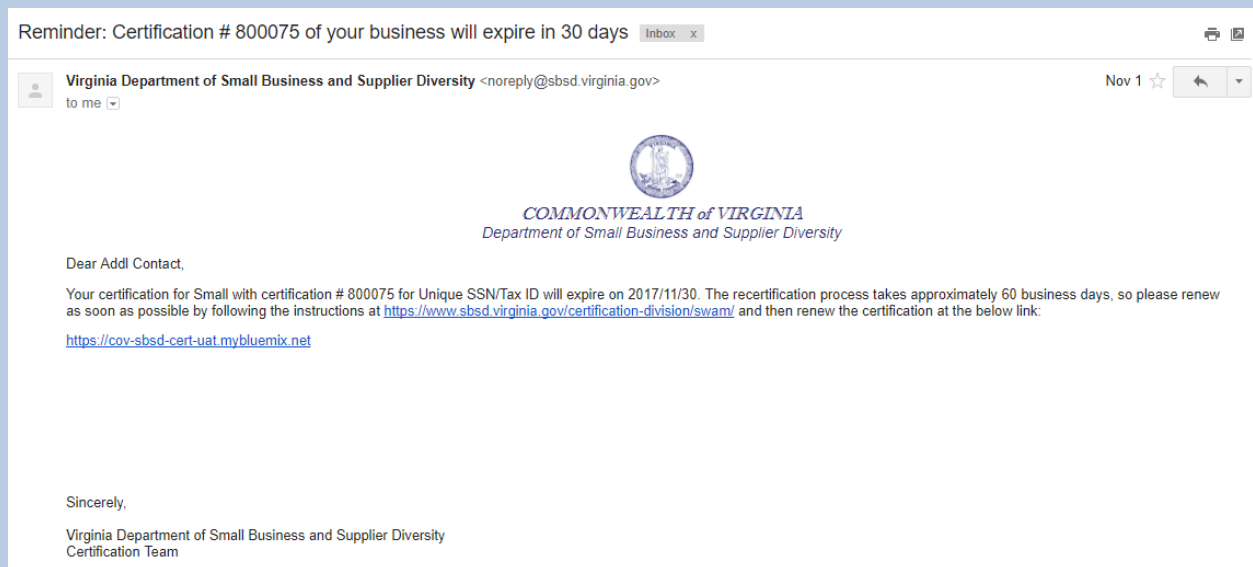 Reminder: Certification # 800075 of your business will expire in 30 days Inbox x
Virginia Department of Small Business and Supplier Diversity <noreply@sbsd.virginia.gov> Nov 1
to me
COMMONWEALTH of VIRGINIA
Department of Small Business and Supplier Diversity
Dear Addl Contact,
Your certification for Small with certification # 800075 for Unique SSN/Tax ID will expire on 2017/11/30. The recertification process takes approximately 60 business days, so please renew
as soon as possible by following the instructions at https://www.sbsd.virginia.gov/certification-division/swam/ and then renew the certification at the below link:
https://cov-sbsd-cert-uat.mybluemix.net
Sincerely,
Virginia Department of Small Business and Supplier Diversity
Certification Team